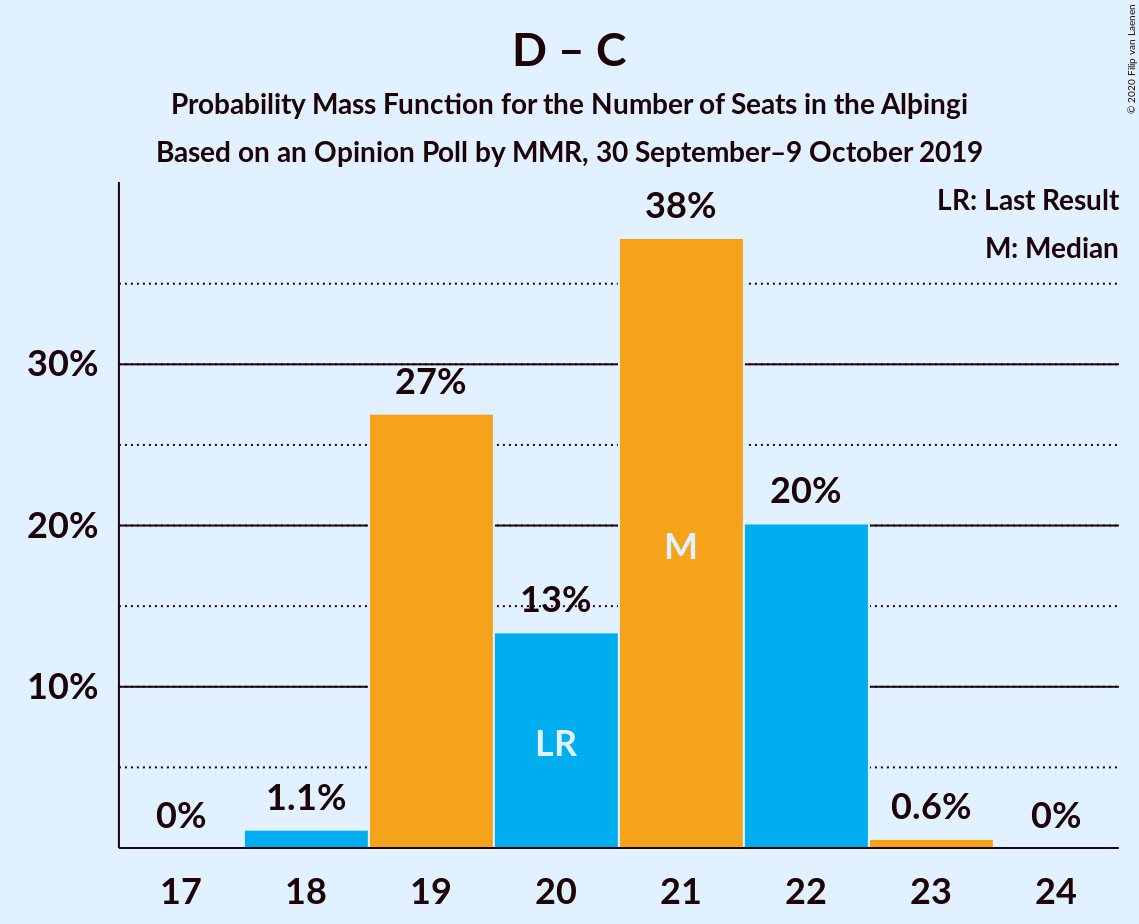 D – C
Probability Mass Function for the Number of Seats in the Alþingi
Based on an Opinion Poll by MMR, 30 September–9 October 2019
© 2020 Filip van Laenen
LR: Last Result
M: Median
38%
30%
27%
20%
20%
M
13%
10%
LR
0%
1.1%
0.6%
0%
17 18 19 20 21 22 23 24